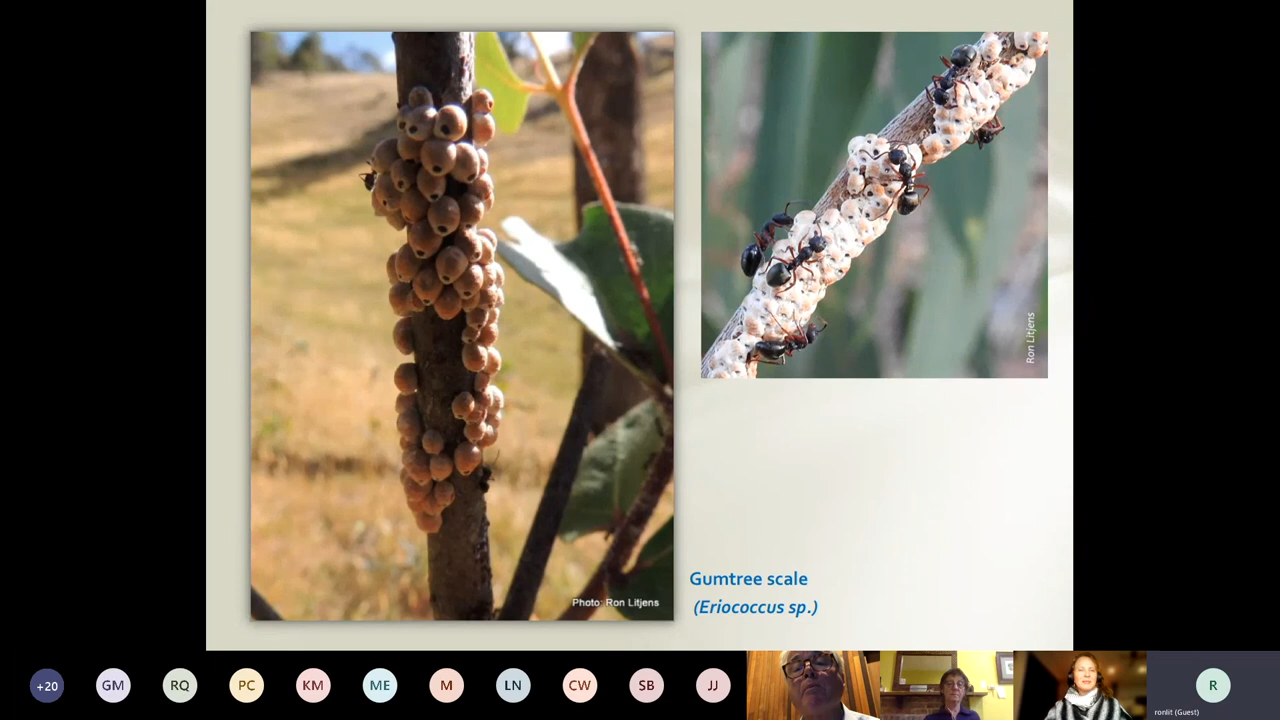 Photo: Ron Litjens
Ron Litjens
Gumtree scale
(Eriococcus sp.)
+20
GM
RQ
PC
KM
ME
M
LN
CW
SB
JJ
R
ronlit (Guest)